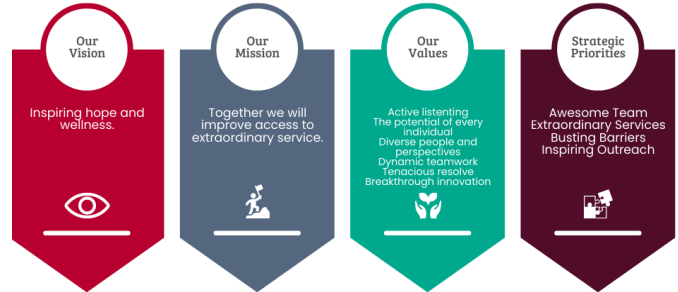 Our
Vision
Inspiring hope and
wellness.
Our
Mission
Together we will
improve access to
extraordinary service.
Our
Values
Active listenting
The potential of every
individual
Diverse people and
perspectives
Dynamic teamwork
Tenacious resolve
Breakthrough innovation
Strategic
Priorities
Awesome Team
Extraordinary Services
Busting Barriers
Inspiring Outreach